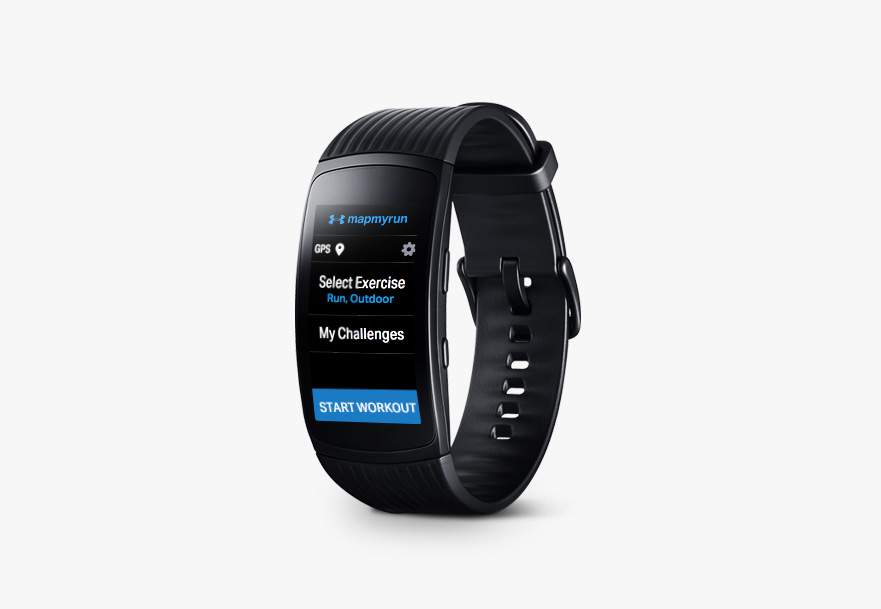 mapmyrun
GPS
Select Exercise
Run, Outdoor
My Challenges
START WORKOUT